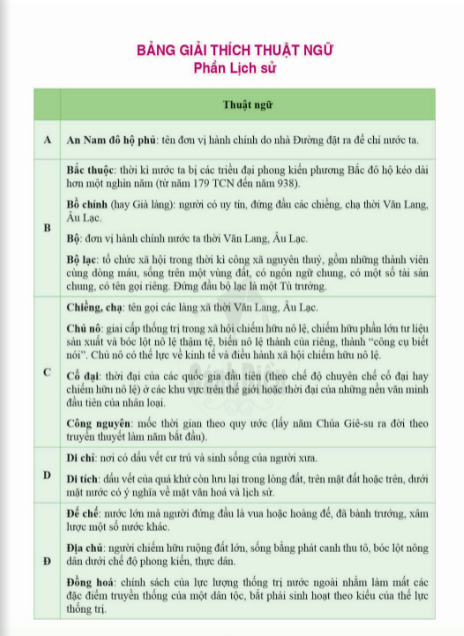 BẢNG GIẢI THÍCH THUẬT NGỮ
Phần Lịch sử
Thuật ngữ
A
An Nam đô hộ phủ: tên đơn vị hành chính do nhà Đường đặt ra để chỉ nước ta.
B
Bắc thuộc: thời kì nước ta bị các triều đại phong kiến phương Bắc đô hộ kéo dài
hơn một nghìn năm (từ năm 179 TCN đến năm 938).
Bồ chính (hay Già làng): người có uy tín, đứng đầu các chiềng, chạ thời Văn Lang,
Âu Lạc.
Bộ: đơn vị hành chính nước ta thời Văn Lang, Âu Lạc.
Bộ lạc: tổ chức xã hội trong thời kì công xã nguyên thuỷ, gồm những thành viên
cùng dòng máu, sống trên một vùng đất, có ngôn ngữ chung, có một số tài sản
chung, có tên gọi riêng. Đứng đầu bộ lạc là một Tù trưởng.
C
Chiềng, chạ: tên gọi các làng xã thời Văn Lang, Âu Lạc.
Chủ nô: giai cấp thống trị trong xã hội chiếm hữu nô lệ, chiếm hữu phần lớn tư liệu
sản xuất và bóc lột nô lệ thậm tệ, biến nô lệ thành của riêng, thành “công cụ biết
nói”. Chủ nô có thế lực về kinh tế và điều hành xã hội chiếm hữu nô lệ.
Cổ đại: thời đại của các quốc gia đầu tiên (theo chế độ chuyên chế cổ đại hay
chiếm hữu nô lệ) ở các khu vực trên thế giới hoặc thời đại của những nền văn minh
đầu tiên của nhân loại.
Công nguyên: mốc thời gian theo quy ước (lấy năm Chúa Giê-su ra đời theo
truyền thuyết làm năm bắt đầu).
D
Di chỉ: nơi có dấu vết cư trú và sinh sống của người xưa.
Di tích: dấu vết của quá khứ còn lưu lại trong lòng đất, trên mặt đất hoặc trên, dưới
mặt nước có ý nghĩa về mặt văn hoá và lịch sử.
Đ
Đế chế: nước lớn mà người đứng đầu là vua hoặc hoàng đế, đã bành trướng, xâm
lược một số nước khác.
Địa chủ: người chiếm hữu ruộng đất lớn, sống bằng phát canh thu tô, bóc lột nông
dân dưới chế độ phong kiến, thực dân.
Đồng hoá: chính sách của lực lượng thống trị nước ngoài nhằm làm mất các
đặc điểm truyền thống của một dân tộc, bắt phải sinh hoạt theo kiểu của thế lực
thống trị.